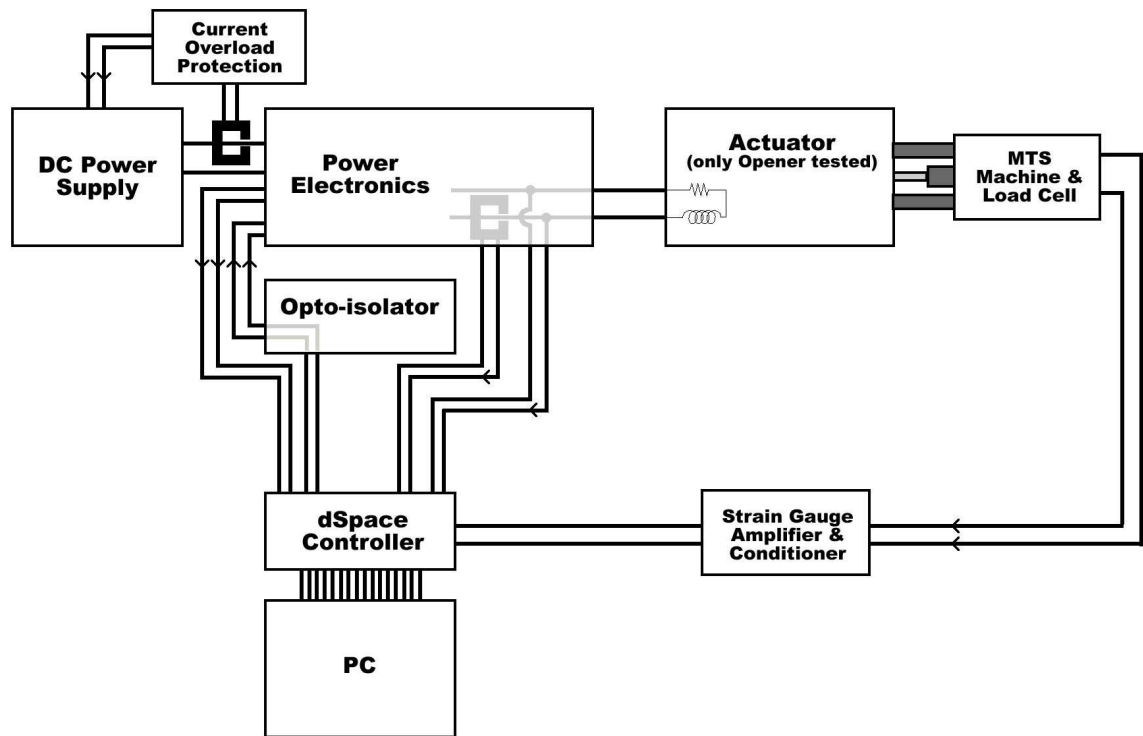 Current
Overload
Protection
DC Power
Supply
Power
Electronics
Actuator
(only Opener tested)
MTS
Machine &
Load Cell
Opto-isolator
dSpace
Controller
Strain Gauge
Amplifier &
Conditioner
PC